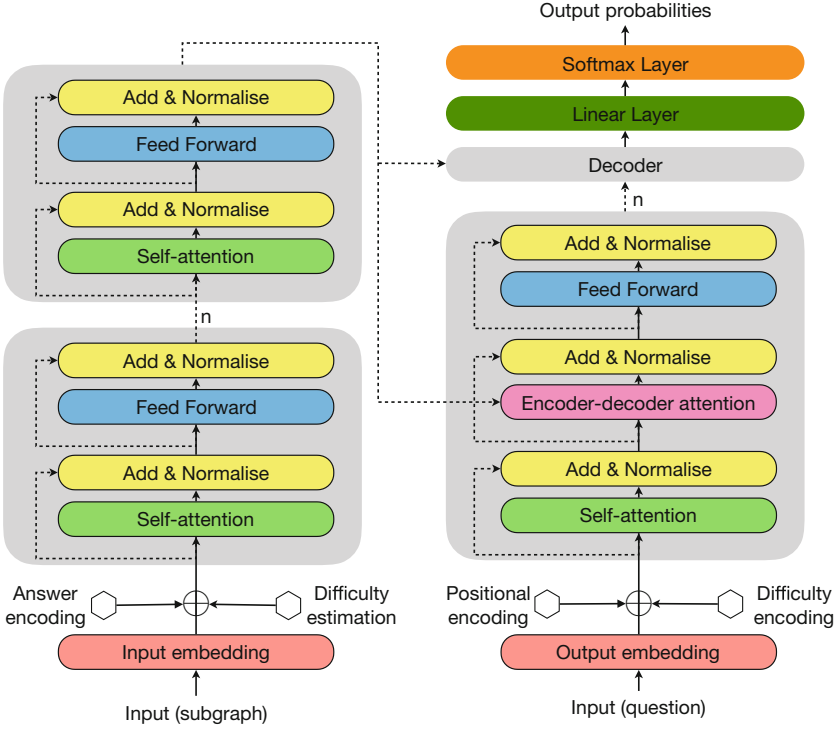 Output probabilities
Softmax Layer
Linear Layer
Decoder
n
Add & Normalise
Feed Forward
Add & Normalise
Self-attention
n
Add & Normalise
Feed Forward
Add & Normalise
Self-attention
Answer
encoding
Difficulty
estimation
Input embedding
Input (subgraph)
Add & Normalise
Feed Forward
Add & Normalise
Encoder-decoder attention
Add & Normalise
Self-attention
Positional
encoding
Difficulty
encoding
Output embedding
Input (question)